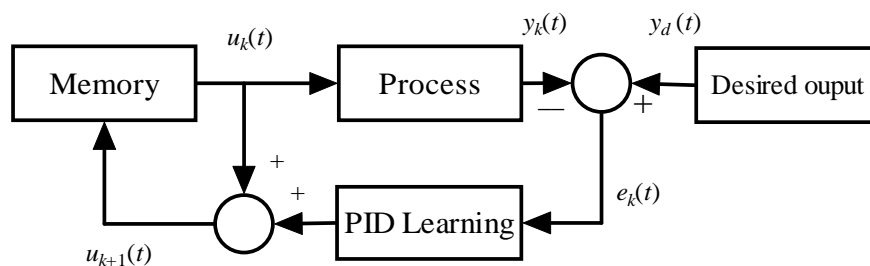 u_k(t)
y_k(t)
y_d(t)
Memory
Process
Desired ouput
—
+
+
+
PID Learning
e_k(t)
u_{k+1}(t)